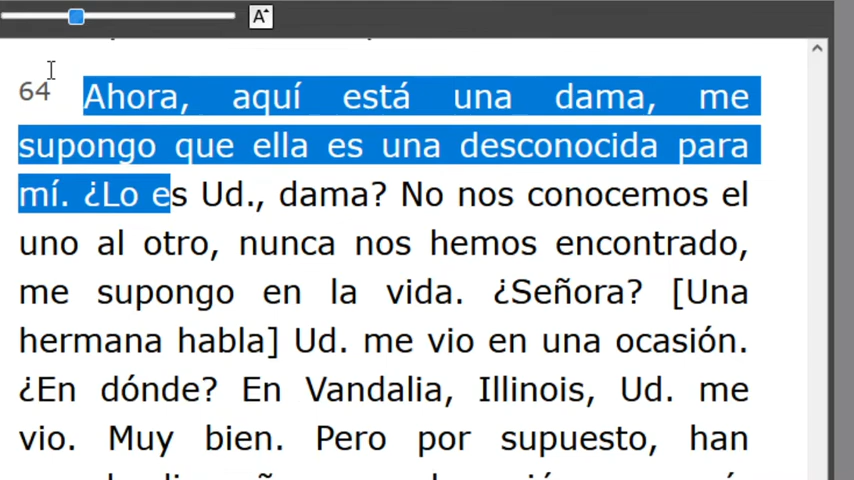 A
64 Ahora, aquí está una dama, me
supongo que ella es una desconocida para
mí. ¿Lo es Ud., dama? No nos conocemos el
uno al otro, nunca nos hemos encontrado,
me supongo en la vida. ¿Señora? [Una
hermana habla] Ud. me vio en una ocasión.
¿En dónde? En Vandalia, Illinois, Ud. me
vio. Muy bien. Pero por supuesto, han